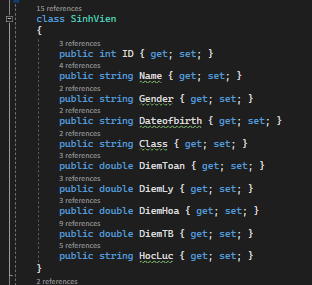 15 references
class SinhVien
{
3 references
public int ID { get; set; }
4 references
public string Name { get; set; }
2 references
public string Gender { get; set; }
2 references
public string Dateofbirth { get; set; }
2 references
public string Class { get; set; }
3 references
public double DiemToan { get; set; }
3 references
public double DiemLy { get; set; }
3 references
public double DiemHoa { get; set; }
9 references
public double DiemTB { get; set; }
5 references
public string HocLuc { get; set; }
}
2 references